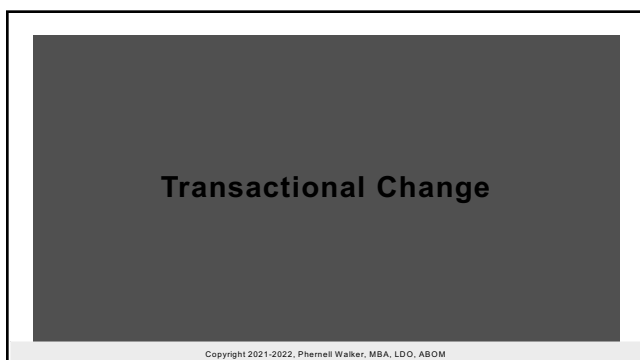 Transactional Change
Copyright 2021-2022, Phernell Walker, MBA, LDO, ABOM